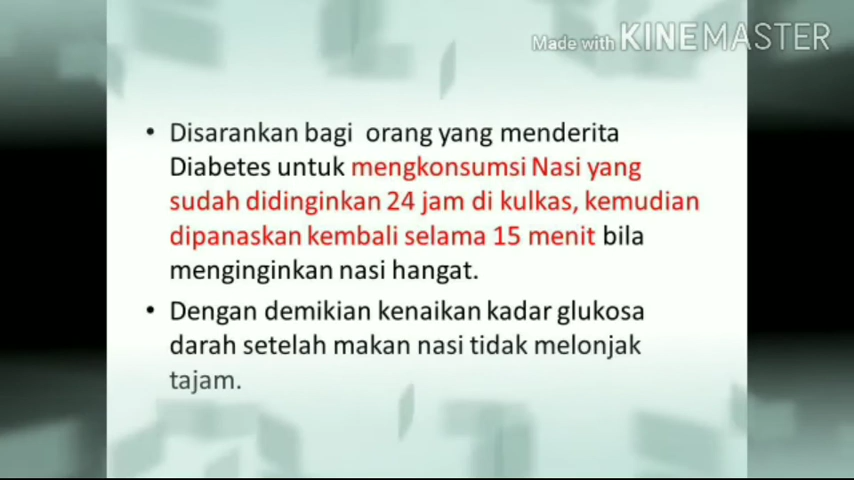 Made with KINEMASTER
• Disarankan bagi orang yang menderita
Diabetes untuk mengkonsumsi Nasi yang
sudah didinginkan 24 jam di kulkas, kemudian
dipanaskan kembali selama 15 menit bila
menginginkan nasi hangat.
• Dengan demikian kenaikan kadar glukosa
darah setelah makan nasi tidak melonjak
tajam.